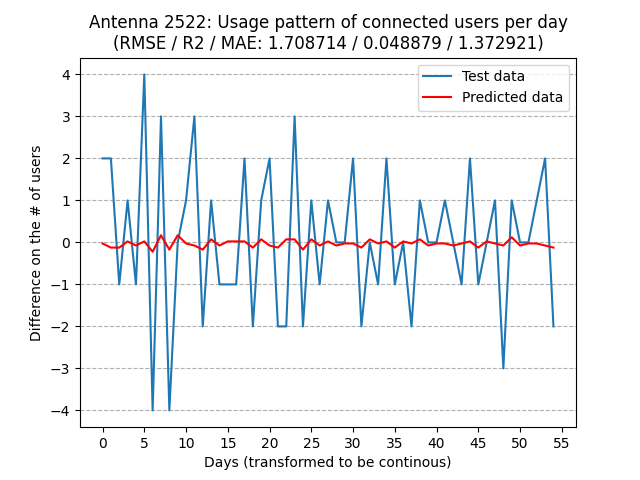 Antenna 2522: Usage pattern of connected users per day
(RMSE / R2 / MAE: 1.708714 / 0.048879 / 1.372921)
Test data
Predicted data
Difference on the # of users
4
3
2
1
0
−1
−2
−3
−4
0 5 10 15 20 25 30 35 40 45 50 55
Days (transformed to be continous)